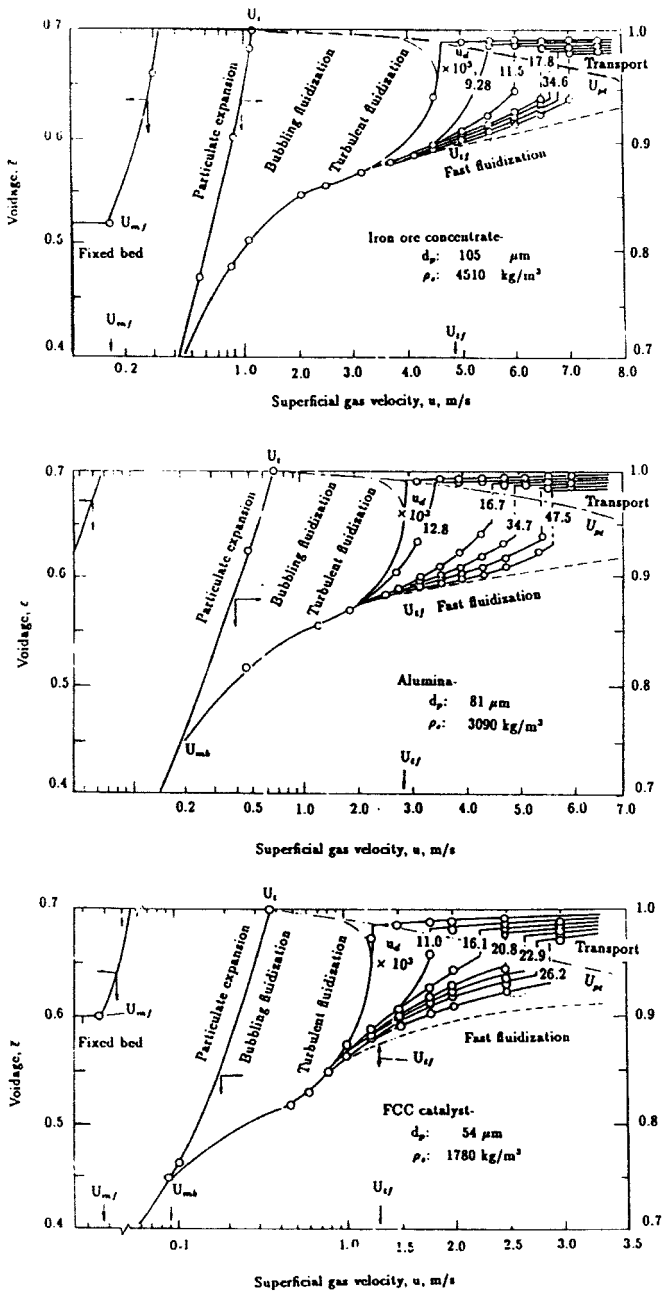 U_t
0.7
0.6
0.5
0.4
Voidage, ε̄
1.0
0.9
0.8
0.7
Particulate expansion
Bubbling fluidization
Turbulent fluidization
u_d
× 10³
9.28
11.5
17.8
34.6
Transport
U_pt
U_tf
Fast fluidization
U_mf
Fixed bed
Iron ore concentrate-
d_p: 105 μm
ρ_s: 4510 kg/m³
U_mf
U_tf
0.2 1.0 2.0 3.0 4.0 5.0 6.0 7.0 8.0
Superficial gas velocity, u, m/s
U_t
0.7
0.6
0.5
0.4
Voidage, ε
1.0
0.9
0.8
0.7
Particulate expansion
Bubbling fluidization
Turbulent fluidization
u_d
× 10³
12.8
16.7
34.7
47.5
Transport
U_pt
U_tf
Fast fluidization
Alumina-
d_p: 81 μm
ρ_s: 3090 kg/m³
U_mb
U_tf
0.2 0.5 1.0 2.0 3.0 4.0 5.0 6.0 7.0
Superficial gas velocity, u, m/s
U_t
0.7
0.6
0.5
0.4
Voidage, ε̄
1.0
0.9
0.8
0.7
Particulate expansion
Bubbling fluidization
Turbulent fluidization
u_d
× 10³
11.0
16.1
20.8
22.9
26.2
Transport
U_pt
Fast fluidization
U_mf
Fixed bed
U_tf
FCC catalyst-
d_p: 54 μm
ρ_s: 1780 kg/m³
U_mf
U_mb
U_tf
0.1 1.0 1.5 2.0 2.5 3.0 3.5
Superficial gas velocity, u, m/s